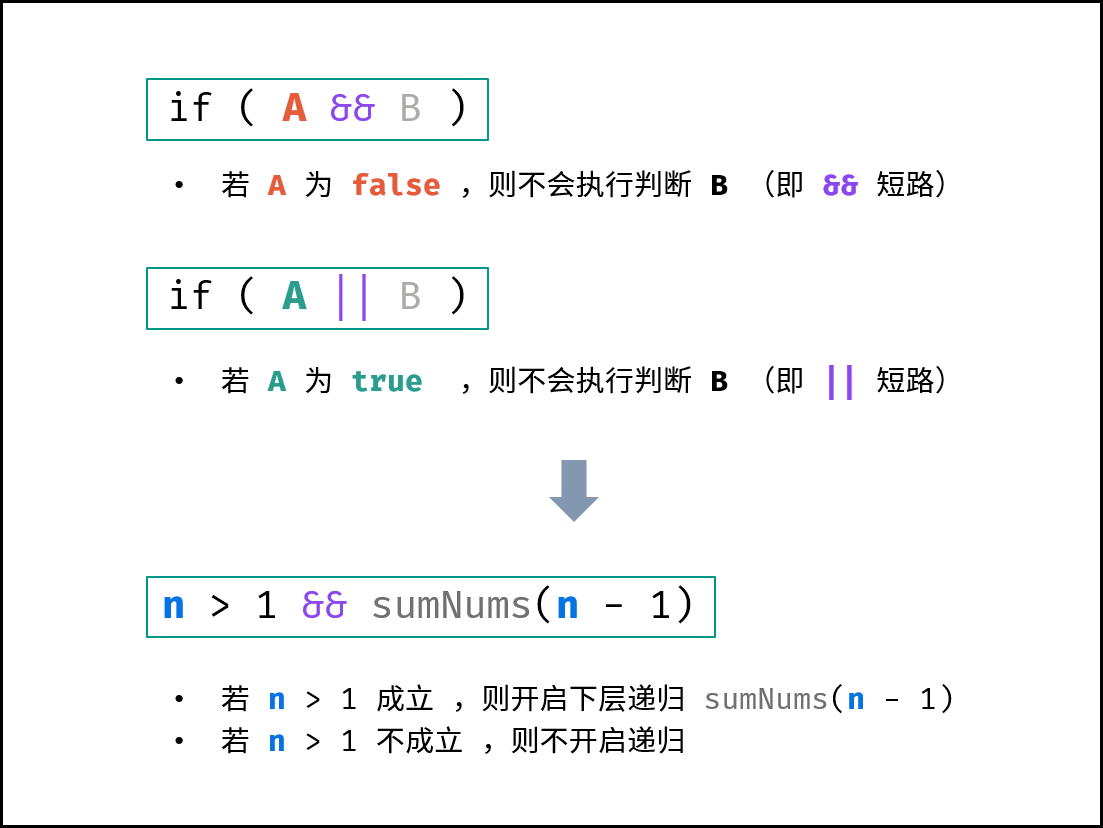 if ( A && B )
• 若 A 为 false ，则不会执行判断 B （即 && 短路）
if ( A || B )
• 若 A 为 true ，则不会执行判断 B （即 || 短路）
n > 1 && sumNums(n - 1)
• 若 n > 1 成立 ，则开启下层递归 sumNums(n - 1)
• 若 n > 1 不成立 ，则不开启递归